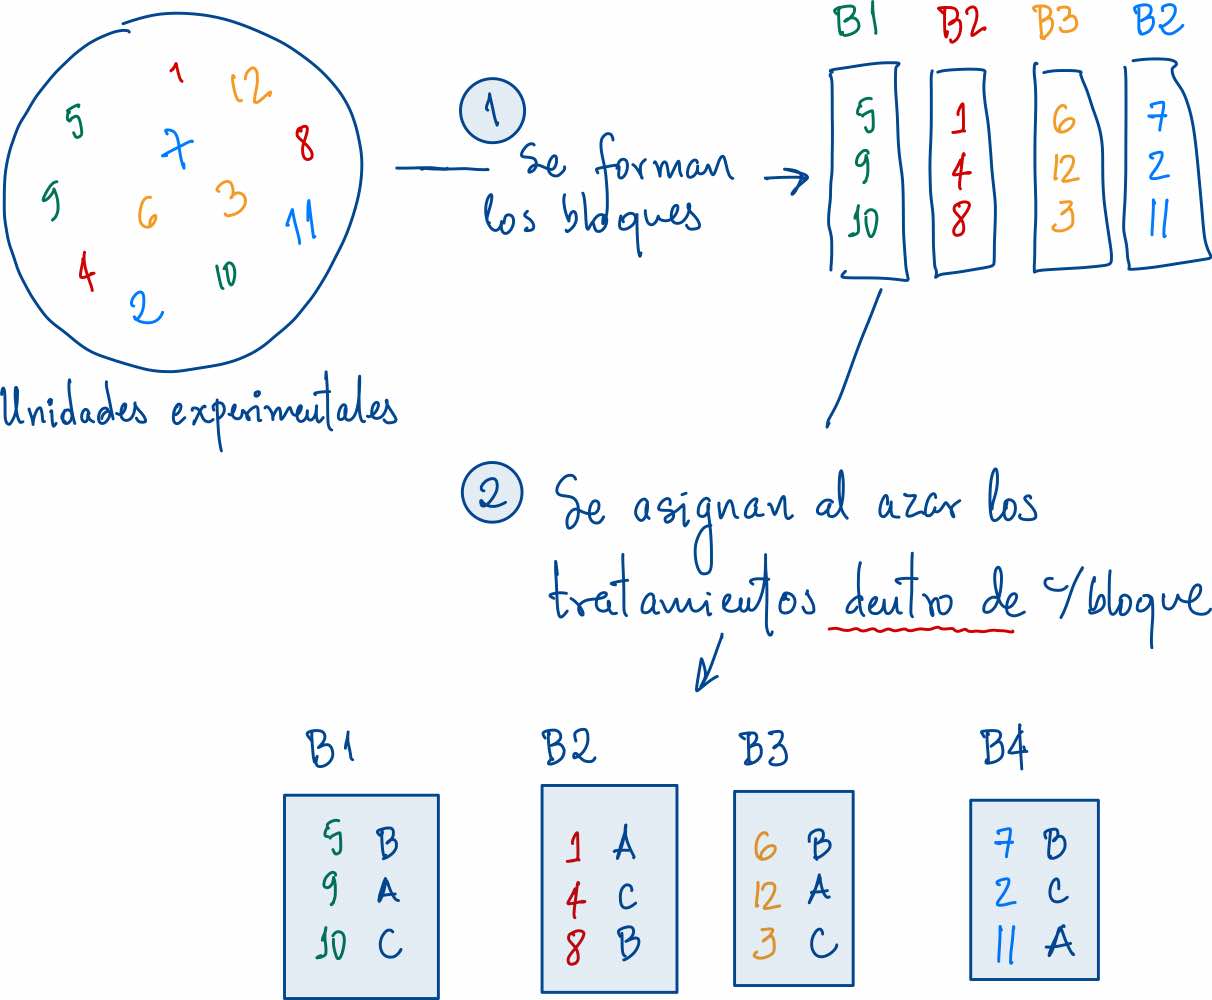 1 12
5
7 8
9 6 3
11
4 10
2
Unidades experimentales
1
Se forman
los bloques
B1 B2 B3 B2
5 1 6 7
9 4 12 2
10 8 3 11
2 Se asignan al azar los
tratamientos dentro de c/bloque
B1 B2 B3 B4
5 B 1 A 6 B 7 B
9 A 4 C 12 A 2 C
10 C 8 B 3 C 11 A